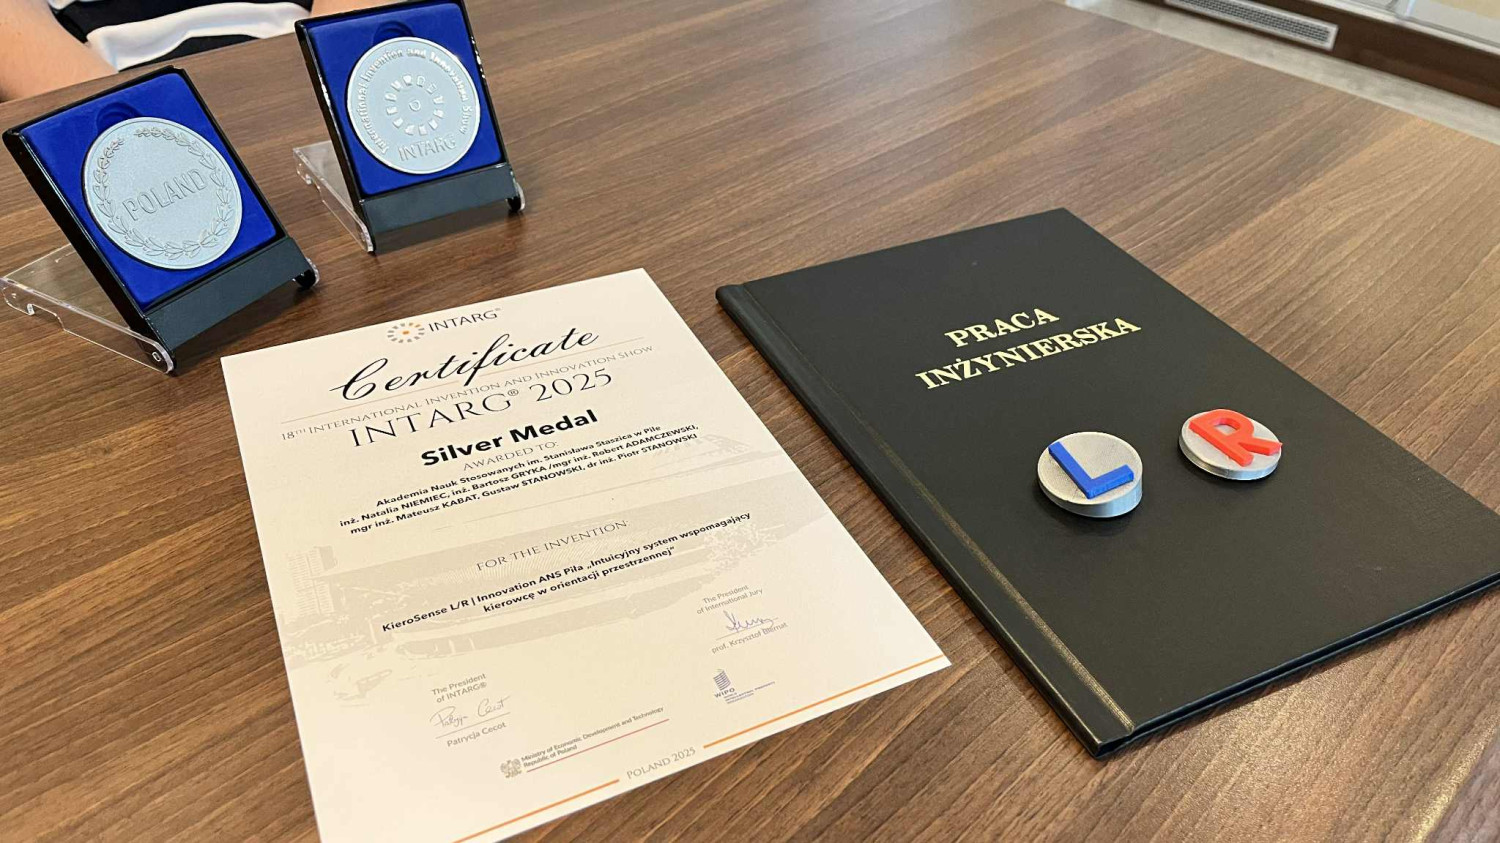 POLAND
International Invention and Innovation Show
INTARG
INTARG®
Certificate
18TH INTERNATIONAL INVENTION AND INNOVATION SHOW
INTARG® 2025
Silver Medal
AWARDED TO:
Akademia Nauk Stosowanych im. Stanisława Staszica w Pile
inż. Natalia NIEMIEC, inż. Bartosz GRYKA /mgr inż. Robert ADAMCZEWSKI,
mgr inż. Mateusz KABAT, Gustaw STANOWSKI, dr inż. Piotr STANOWSKI
FOR THE INVENTION:
KieroSense L/R | Innovation ANS Piła „Intuicyjny system wspomagający
kierowcę w orientacji przestrzennej"
The President
of INTARG®
Patrycja Cecot
The President
of International Jury
prof. Krzysztof Biernat
WIPO
Ministry of Economic Development and Technology
Republic of Poland
POLAND 2025
PRACA
INŻYNIERSKA
L
R